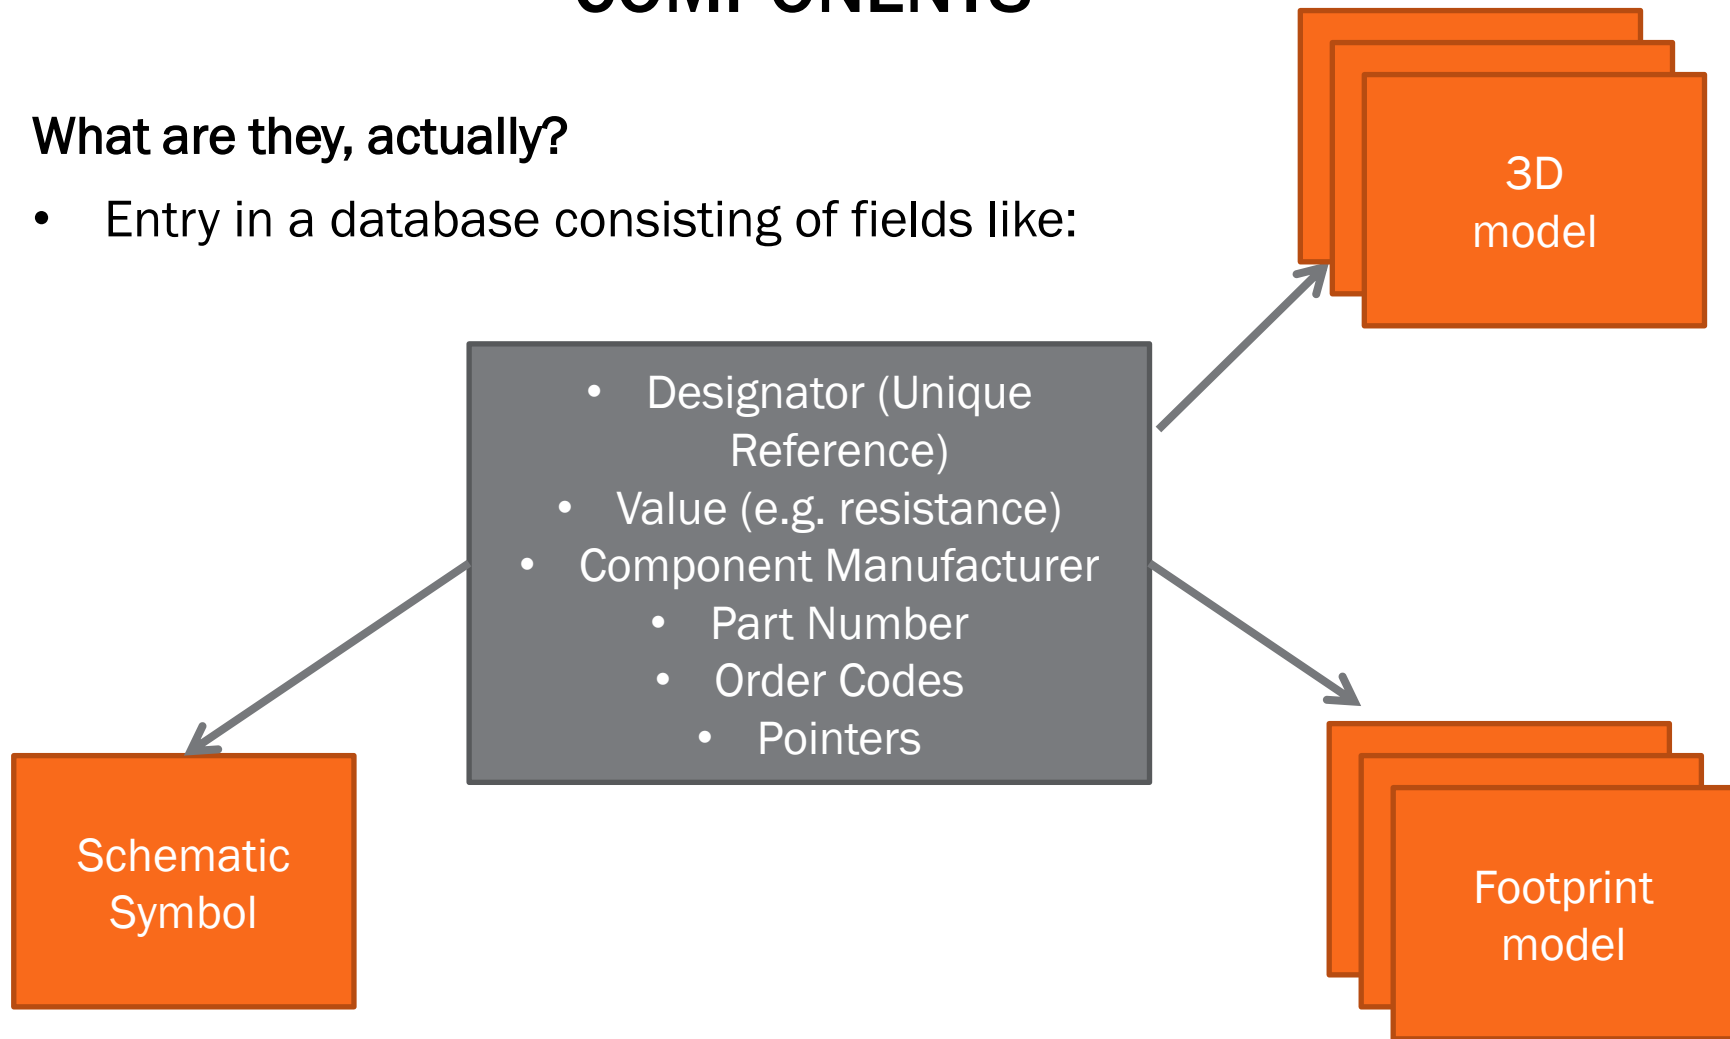 COMPONENTS
What are they, actually?
• Entry in a database consisting of fields like:
3D
model
• Designator (Unique
Reference)
• Value (e.g. resistance)
• Component Manufacturer
• Part Number
• Order Codes
• Pointers
Schematic
Symbol
Footprint
model